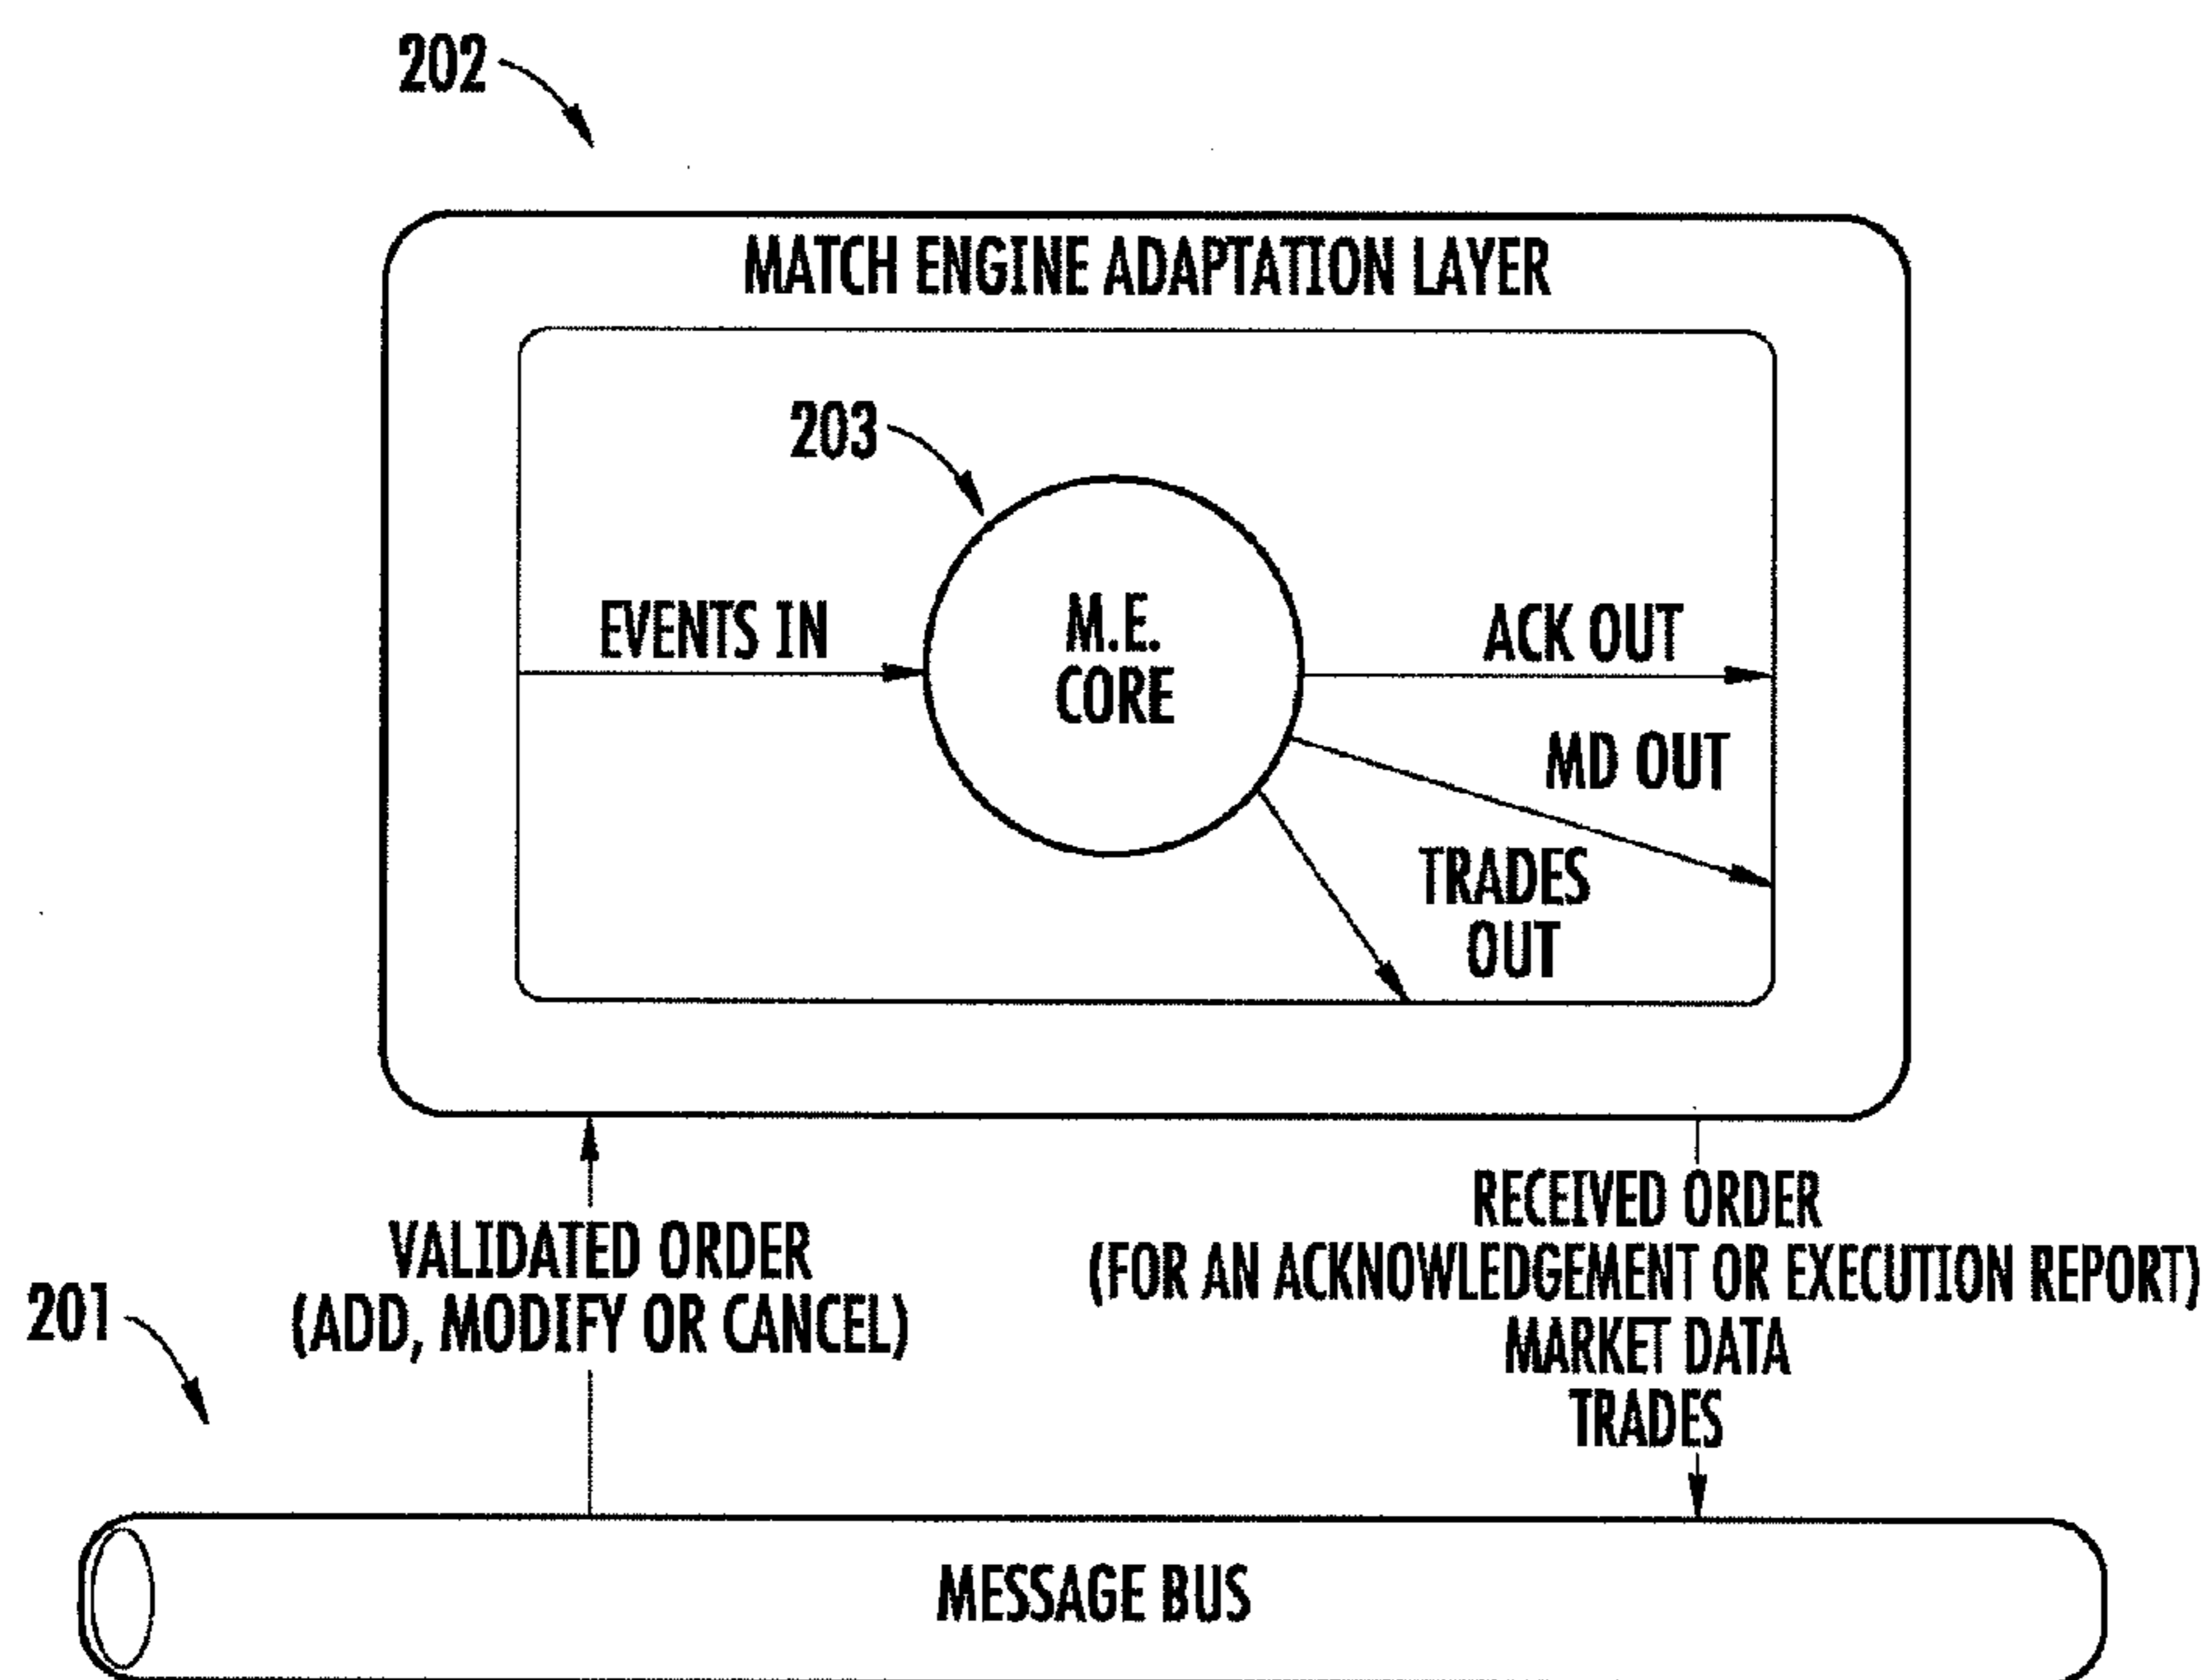 202
MATCH ENGINE ADAPTATION LAYER
203
EVENTS IN
M.E.
CORE
ACK OUT
MD OUT
TRADES
OUT
VALIDATED ORDER
(ADD, MODIFY OR CANCEL)
RECEIVED ORDER
(FOR AN ACKNOWLEDGEMENT OR EXECUTION REPORT)
MARKET DATA
TRADES
201
MESSAGE BUS